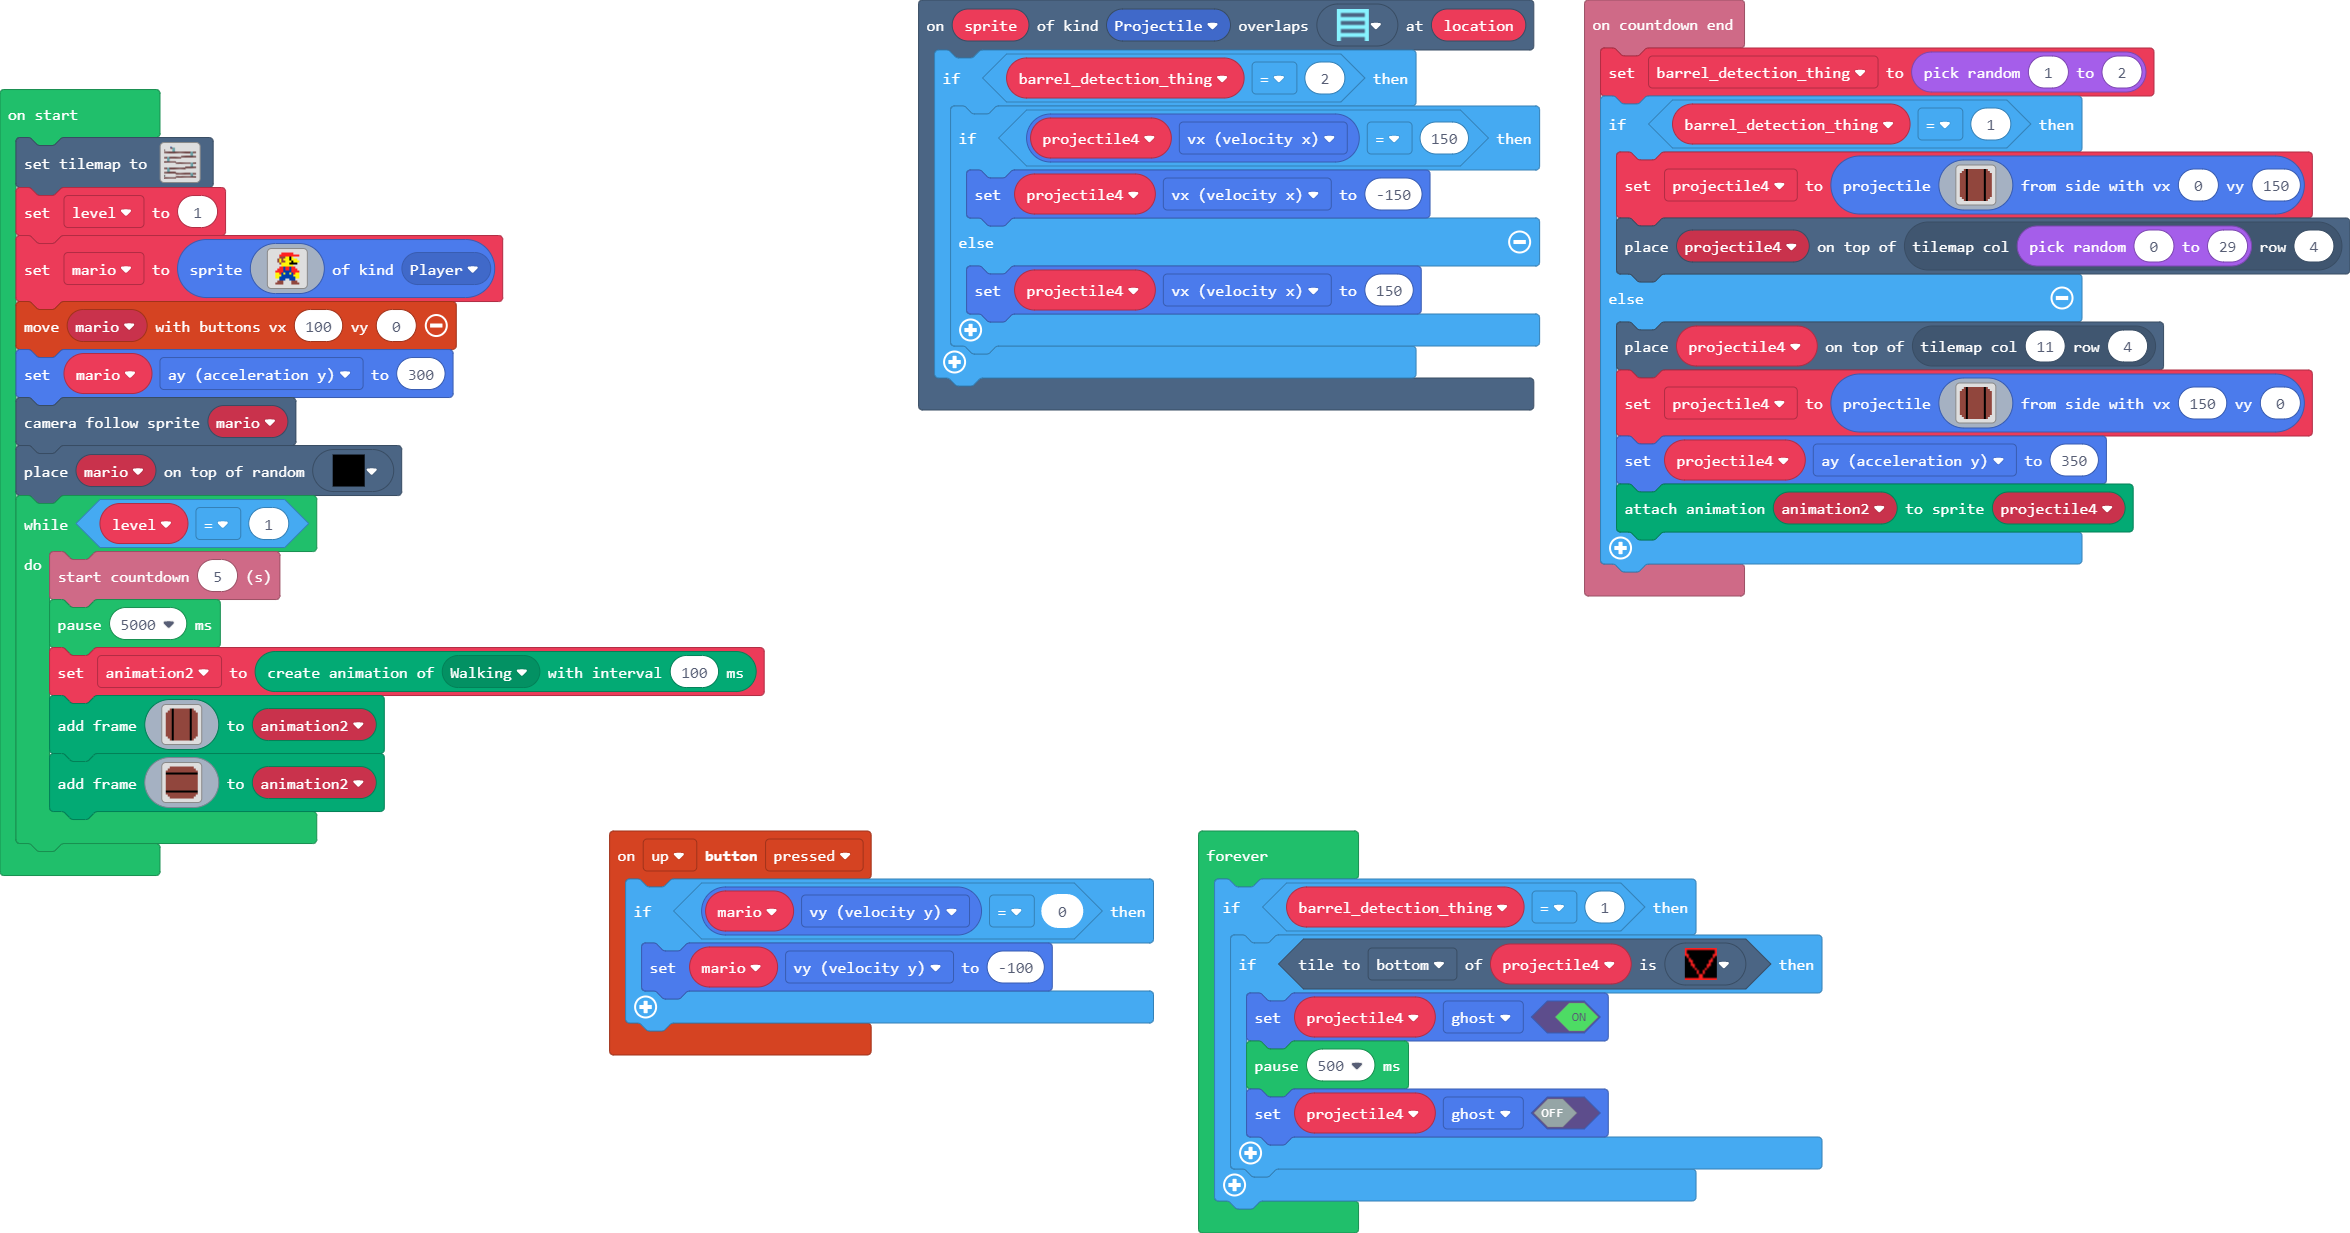 on start
set tilemap to
set level to 1
set mario to sprite of kind Player
move mario with buttons vx 100 vy 0
set mario ay (acceleration y) to 300
camera follow sprite mario
place mario on top of random
while level = 1
do
start countdown 5 (s)
pause 5000 ms
set animation2 to create animation of Walking with interval 100 ms
add frame to animation2
add frame to animation2
on sprite of kind Projectile overlaps at location
if barrel_detection_thing = 2 then
if projectile4 vx (velocity x) = 150 then
set projectile4 vx (velocity x) to -150
else
set projectile4 vx (velocity x) to 150
on countdown end
set barrel_detection_thing to pick random 1 to 2
if barrel_detection_thing = 1 then
set projectile4 to projectile from side with vx 0 vy 150
place projectile4 on top of tilemap col pick random 0 to 29 row 4
else
place projectile4 on top of tilemap col 11 row 4
set projectile4 to projectile from side with vx 150 vy 0
set projectile4 ay (acceleration y) to 350
attach animation animation2 to sprite projectile4
on up button pressed
if mario vy (velocity y) = 0 then
set mario vy (velocity y) to -100
forever
if barrel_detection_thing = 1 then
if tile to bottom of projectile4 is then
set projectile4 ghost ON
pause 500 ms
set projectile4 ghost OFF